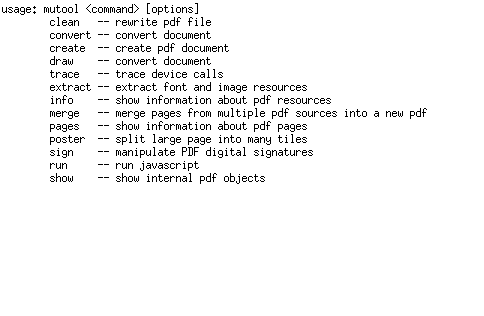 usage: mutool <command> [options]
clean -- rewrite pdf file
convert -- convert document
create -- create pdf document
draw -- convert document
trace -- trace device calls
extract -- extract font and image resources
info -- show information about pdf resources
merge -- merge pages from multiple pdf sources into a new pdf
pages -- show information about pdf pages
poster -- split large page into many tiles
sign -- manipulate PDF digital signatures
run -- run javascript
show -- show internal pdf objects